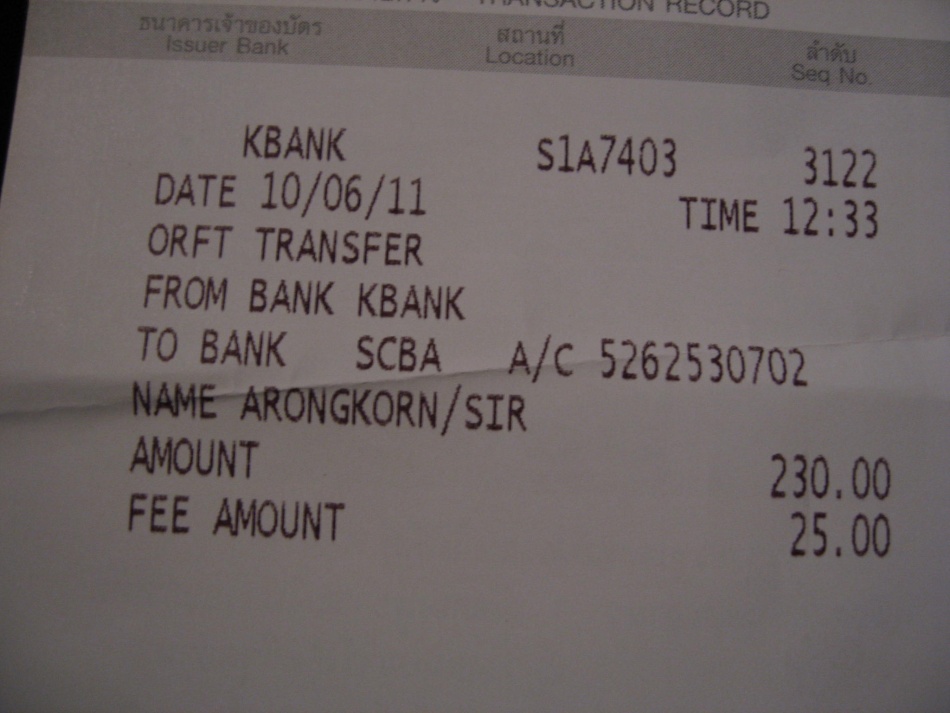 TRANSACTION RECORD
ธนาคารเจ้าของบัตร สถานที่ ลำดับ
Issuer Bank Location Seq No.
KBANK S1A7403 3122
DATE 10/06/11 TIME 12:33
ORFT TRANSFER
FROM BANK KBANK
TO BANK SCBA A/C 5262530702
NAME ARONGKORN/SIR
AMOUNT 230.00
FEE AMOUNT 25.00